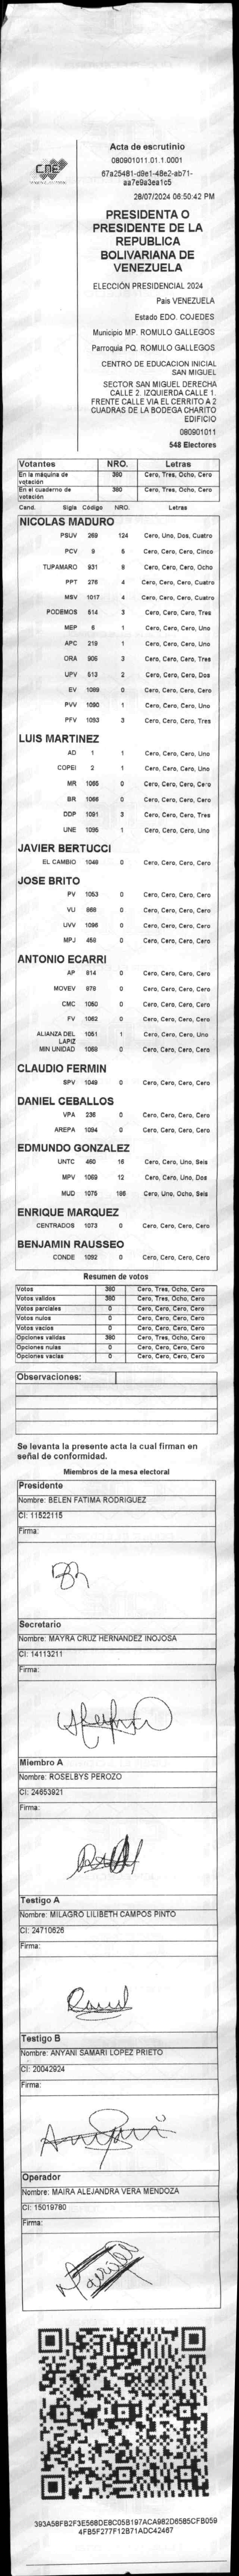 CNE
Acta de escrutinio
080901011.01.1.0001
67a25481-d9e1-48e2-ab71-
aa7e9a3ea1c5
28/07/2024 06:50:42 PM
PRESIDENTA O
PRESIDENTE DE LA
REPUBLICA
BOLIVARIANA DE
VENEZUELA
ELECCIÓN PRESIDENCIAL 2024
Pais VENEZUELA
Estado EDO. COJEDES
Municipio MP. ROMULO GALLEGOS
Parroquia PQ. ROMULO GALLEGOS
CENTRO DE EDUCACION INICIAL
SAN MIGUEL
SECTOR SAN MIGUEL DERECHA
CALLE 2. IZQUIERDA CALLE 1.
FRENTE CALLE VIA EL CERRITO A 2
CUADRAS DE LA BODEGA CHARITO
EDIFICIO
080901011
548 Electores
Votantes NRO. Letras
En la máquina de votación 380 Cero, Tres, Ocho, Cero
En el cuaderno de votación 380 Cero, Tres, Ocho, Cero
Cand. Sigla Código NRO. Letras
NICOLAS MADURO
PSUV 269 124 Cero, Uno, Dos, Cuatro
PCV 9 5 Cero, Cero, Cero, Cinco
TUPAMARO 931 8 Cero, Cero, Cero, Ocho
PPT 276 4 Cero, Cero, Cero, Cuatro
MSV 1017 4 Cero, Cero, Cero, Cuatro
PODEMOS 514 3 Cero, Cero, Cero, Tres
MEP 6 1 Cero, Cero, Cero, Uno
APC 219 1 Cero, Cero, Cero, Uno
ORA 906 3 Cero, Cero, Cero, Tres
UPV 513 2 Cero, Cero, Cero, Dos
EV 1089 0 Cero, Cero, Cero, Cero
PVV 1090 1 Cero, Cero, Cero, Uno
PFV 1093 3 Cero, Cero, Cero, Tres
LUIS MARTINEZ
AD 1 1 Cero, Cero, Cero, Uno
COPEI 2 1 Cero, Cero, Cero, Uno
MR 1065 0 Cero, Cero, Cero, Cero
BR 1066 0 Cero, Cero, Cero, Cero
DDP 1091 3 Cero, Cero, Cero, Tres
UNE 1095 1 Cero, Cero, Cero, Uno
JAVIER BERTUCCI
EL CAMBIO 1048 0 Cero, Cero, Cero, Cero
JOSE BRITO
PV 1053 0 Cero, Cero, Cero, Cero
VU 868 0 Cero, Cero, Cero, Cero
UVV 1096 0 Cero, Cero, Cero, Cero
MPJ 459 0 Cero, Cero, Cero, Cero
ANTONIO ECARRI
AP 914 0 Cero, Cero, Cero, Cero
MOVEV 978 0 Cero, Cero, Cero, Cero
CMC 1050 0 Cero, Cero, Cero, Cero
FV 1062 0 Cero, Cero, Cero, Cero
ALIANZA DEL LAPIZ 1051 1 Cero, Cero, Cero, Uno
MIN UNIDAD 1068 0 Cero, Cero, Cero, Cero
CLAUDIO FERMIN
SPV 1049 0 Cero, Cero, Cero, Cero
DANIEL CEBALLOS
VPA 236 0 Cero, Cero, Cero, Cero
AREPA 1094 0 Cero, Cero, Cero, Cero
EDMUNDO GONZALEZ
UNTC 460 16 Cero, Cero, Uno, Seis
MPV 1069 12 Cero, Cero, Uno, Dos
MUD 1075 186 Cero, Uno, Ocho, Seis
ENRIQUE MARQUEZ
CENTRADOS 1073 0 Cero, Cero, Cero, Cero
BENJAMIN RAUSSEO
CONDE 1092 0 Cero, Cero, Cero, Cero
Resumen de votos
Votos 380 Cero, Tres, Ocho, Cero
Votos validos 380 Cero, Tres, Ocho, Cero
Votos parciales 0 Cero, Cero, Cero, Cero
Votos nulos 0 Cero, Cero, Cero, Cero
Votos vacios 0 Cero, Cero, Cero, Cero
Opciones validas 380 Cero, Tres, Ocho, Cero
Opciones nulas 0 Cero, Cero, Cero, Cero
Opciones vacias 0 Cero, Cero, Cero, Cero
Observaciones:
Se levanta la presente acta la cual firman en
señal de conformidad.
Miembros de la mesa electoral
Presidente
Nombre: BELEN FATIMA RODRIGUEZ
CI: 11522115
Firma:
Secretario
Nombre: MAYRA CRUZ HERNANDEZ INOJOSA
CI: 14113211
Firma:
Miembro A
Nombre: ROSELBYS PEROZO
CI: 24653921
Firma:
Testigo A
Nombre: MILAGRO LILIBETH CAMPOS PINTO
CI: 24710626
Firma:
Testigo B
Nombre: ANYANI SAMARI LOPEZ PRIETO
CI: 20042924
Firma:
Operador
Nombre: MAIRA ALEJANDRA VERA MENDOZA
CI: 15019780
Firma:
393A58FB2F3E568DE8C05B197ACA982D6585CFB059
4FB5F277F12B71ADC42467